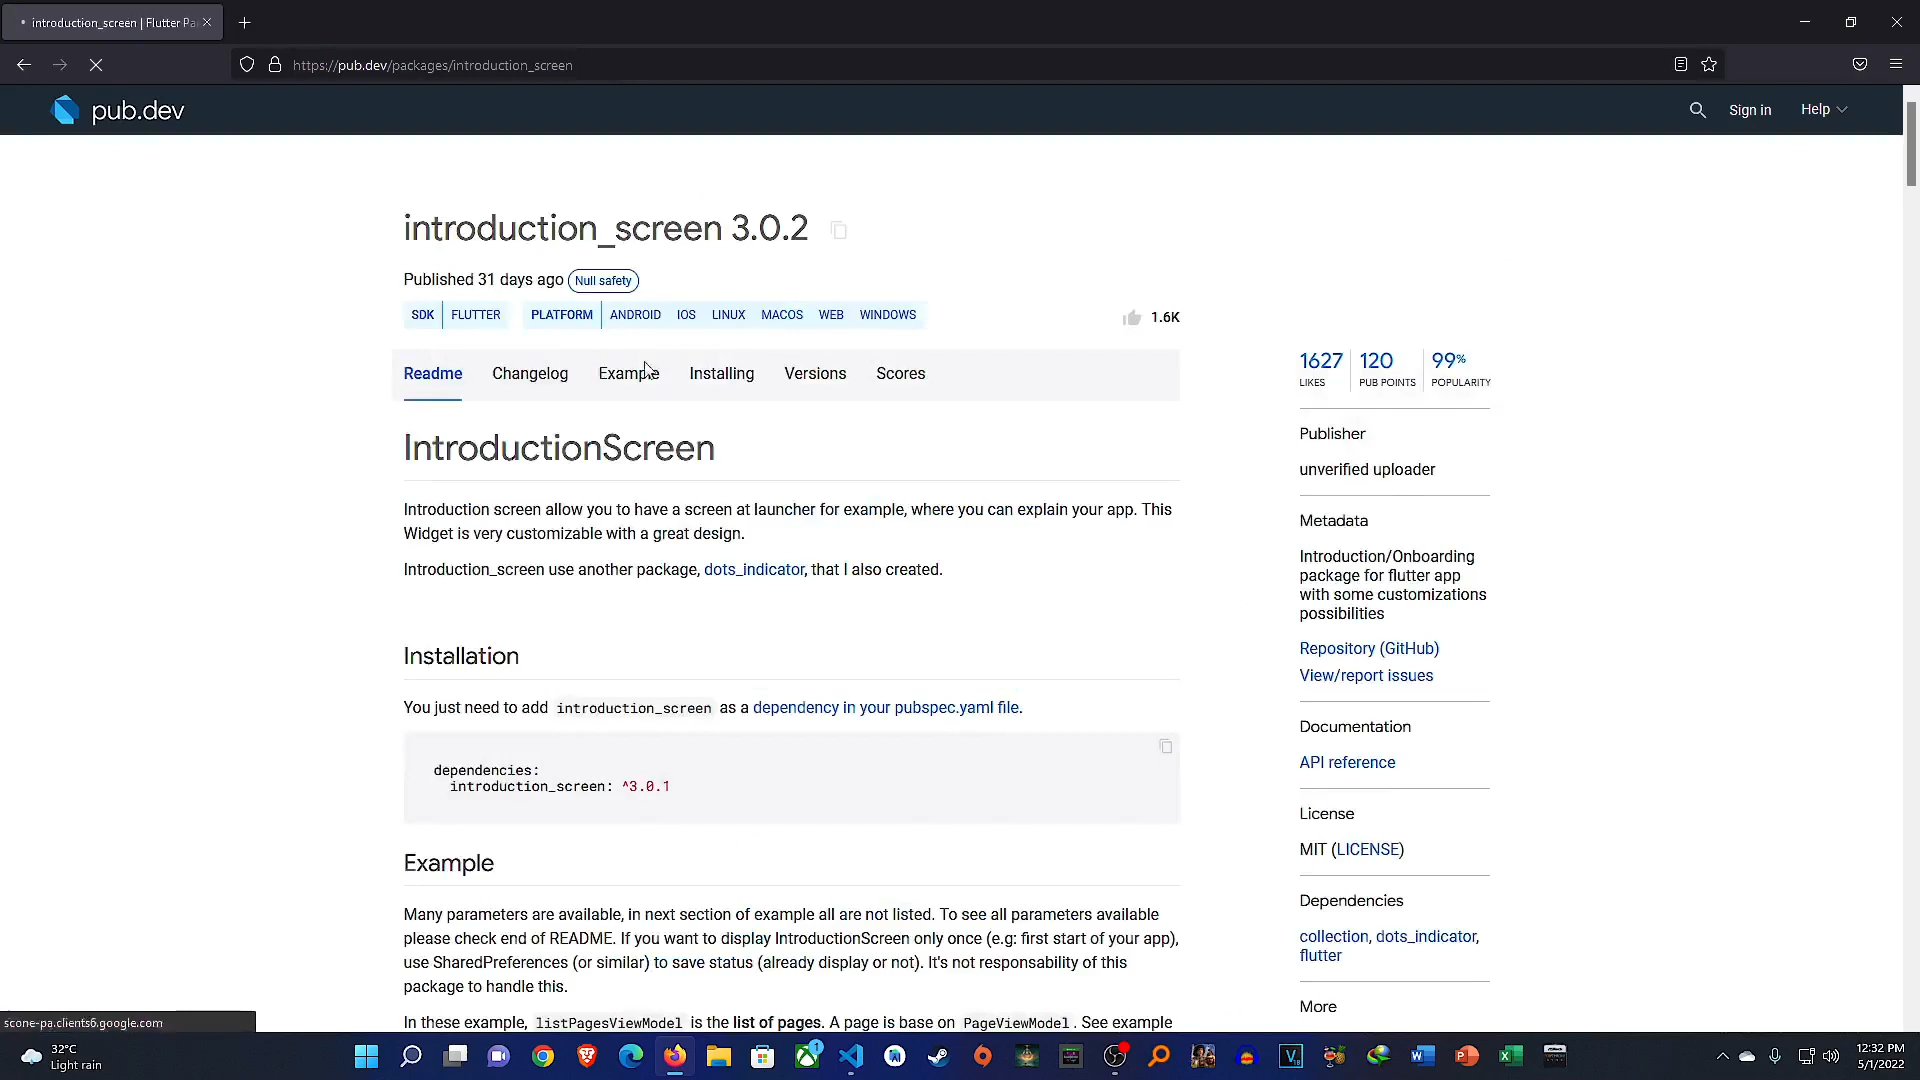 introduction_screen | Flutter Pa
https://pub.dev/packages/introduction_screen
pub.dev
Sign in
Help
introduction_screen 3.0.2
Published 31 days ago Null safety
SDK FLUTTER PLATFORM ANDROID IOS LINUX MACOS WEB WINDOWS
1.6K
Readme Changelog Example Installing Versions Scores
IntroductionScreen
Introduction screen allow you to have a screen at launcher for example, where you can explain your app. This
Widget is very customizable with a great design.
Introduction_screen use another package, dots_indicator, that I also created.
Installation
You just need to add introduction_screen as a dependency in your pubspec.yaml file.
dependencies:
introduction_screen: ^3.0.1
Example
Many parameters are available, in next section of example all are not listed. To see all parameters available
please check end of README. If you want to display IntroductionScreen only once (e.g: first start of your app),
use SharedPreferences (or similar) to save status (already display or not). It's not responsability of this
package to handle this.
In these example, listPagesViewModel is the list of pages. A page is base on PageViewModel. See example
1627 120 99%
LIKES PUB POINTS POPULARITY
Publisher
unverified uploader
Metadata
Introduction/Onboarding
package for flutter app
with some customizations
possibilities
Repository (GitHub)
View/report issues
Documentation
API reference
License
MIT (LICENSE)
Dependencies
collection, dots_indicator,
flutter
More
scone-pa.clients6.google.com
32°C
Light rain
1
12:32 PM
5/1/2022